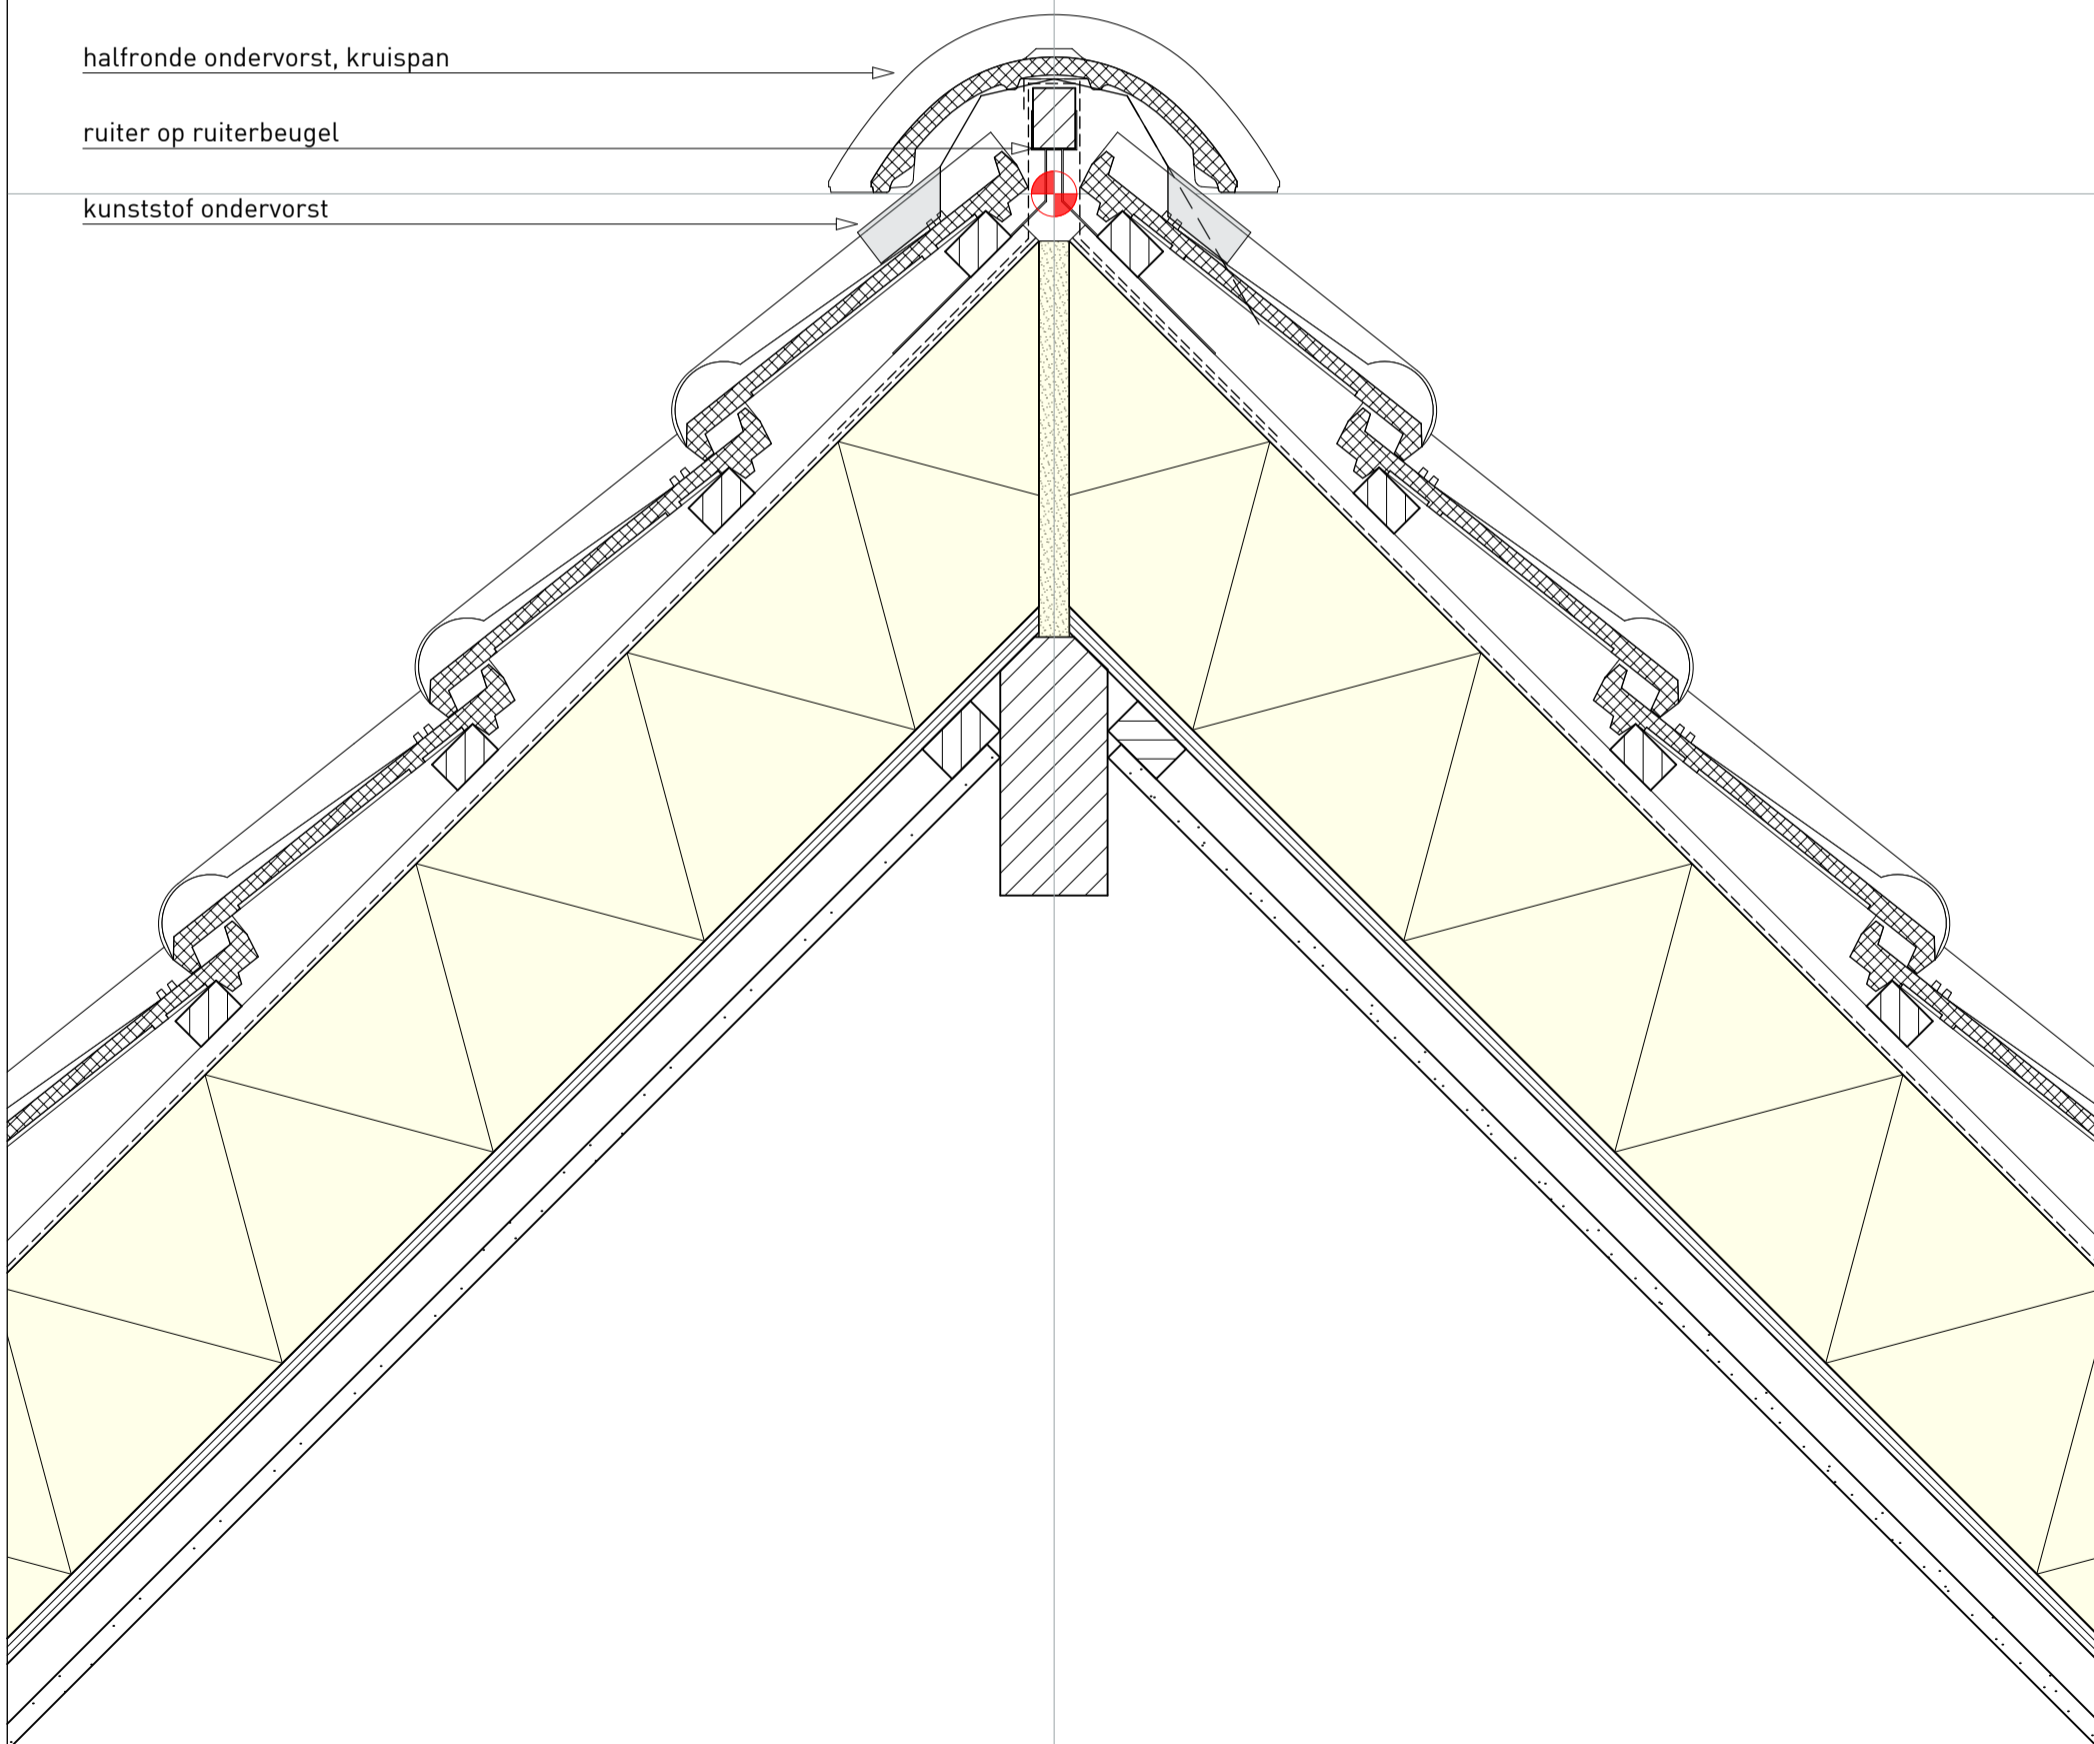 halfronde ondervorst, kruispan
ruiter op ruiterbeugel
kunststof ondervorst